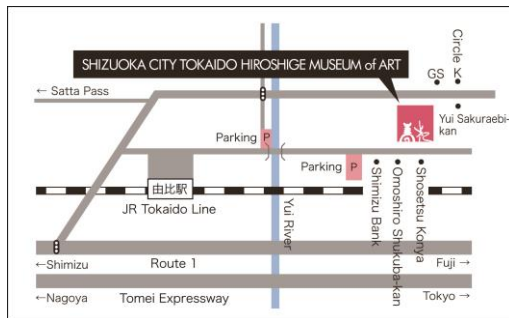 SHIZUOKA CITY TOKAIDO HIROSHIGE MUSEUM of ART
Circle K
GS
← Satta Pass
Yui Sakuraebi-
kan
Parking P
Parking P
由比駅
JR Tokaido Line
Yui River
Shimizu Bank
Omoshiro Shukuba-kan
Shosetsu Konya
←Shimizu
Route 1
Fuji →
←Nagoya
Tomei Expressway
Tokyo →